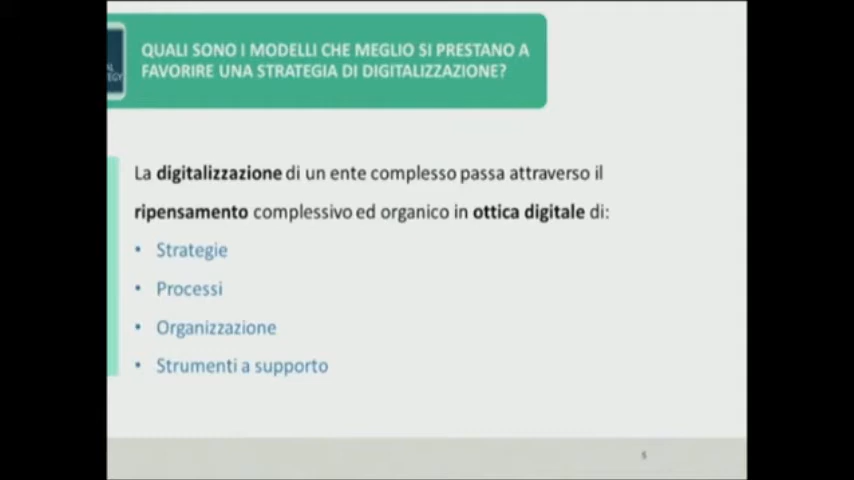 QUALI SONO I MODELLI CHE MEGLIO SI PRESTANO A
FAVORIRE UNA STRATEGIA DI DIGITALIZZAZIONE?
La digitalizzazione di un ente complesso passa attraverso il
ripensamento complessivo ed organico in ottica digitale di:
• Strategie
• Processi
• Organizzazione
• Strumenti a supporto